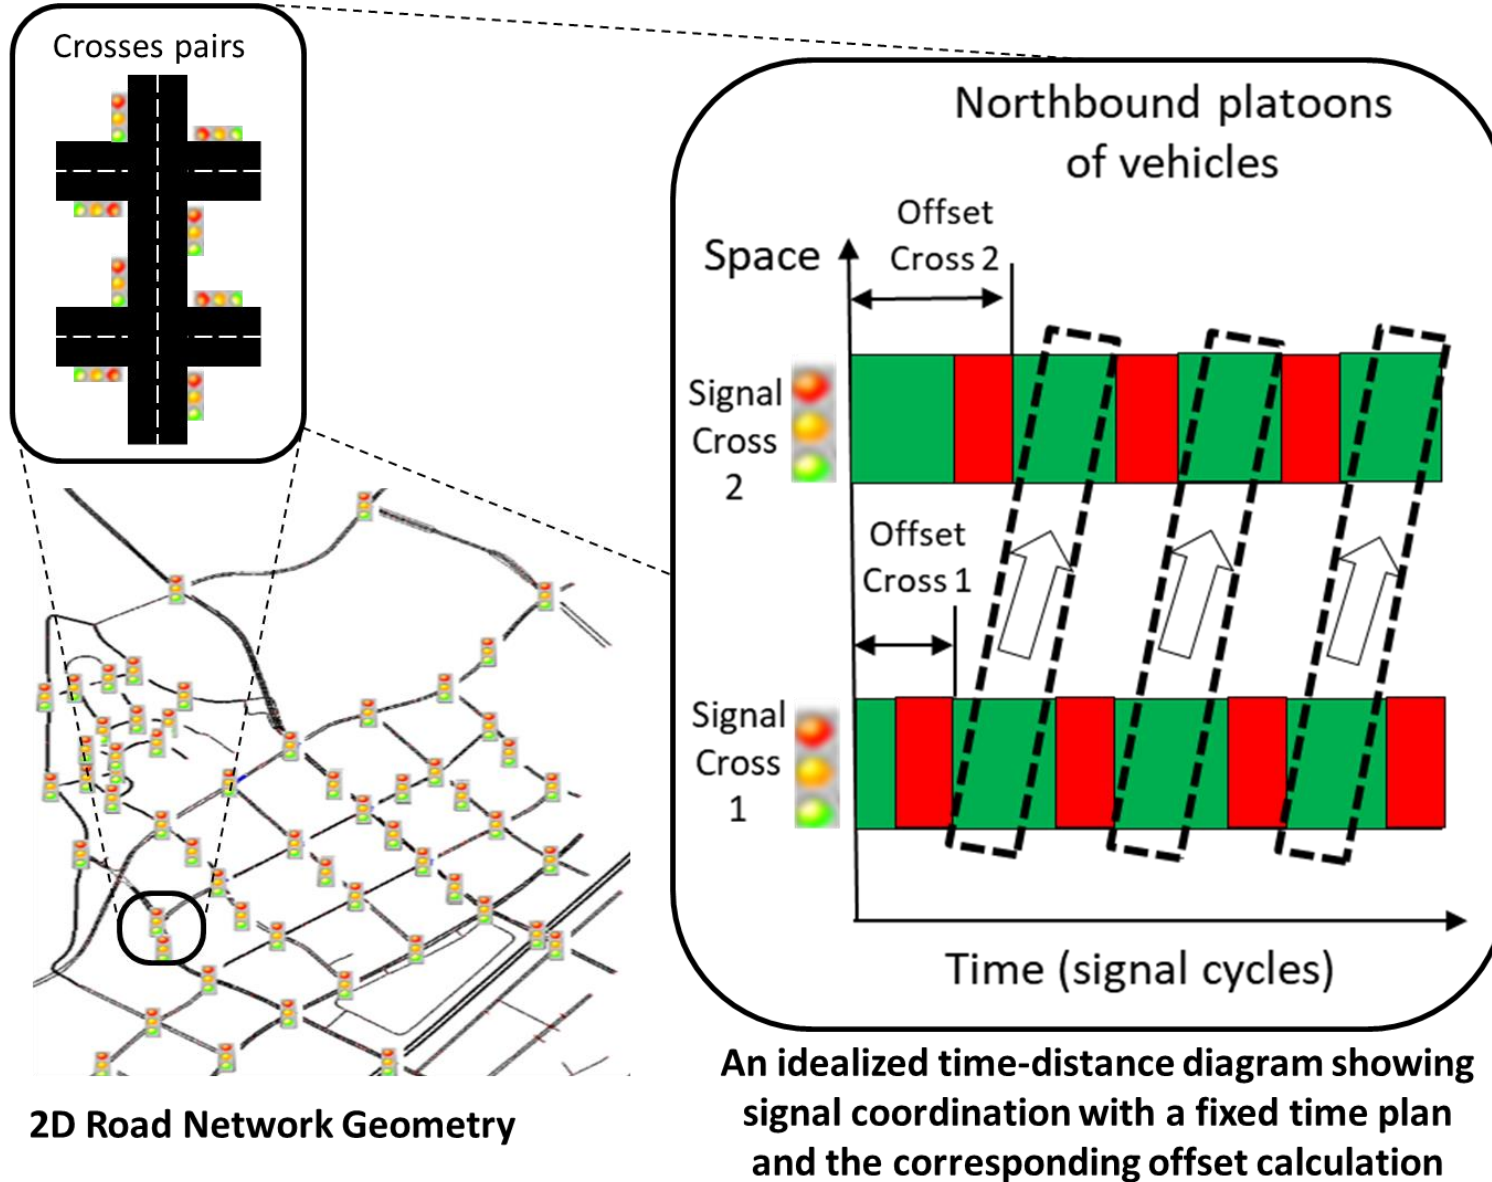 Crosses pairs
Northbound platoons
of vehicles
Offset
Cross 2
Space
Signal
Cross
2
Offset
Cross 1
Signal
Cross
1
Time (signal cycles)
2D Road Network Geometry
An idealized time-distance diagram showing
signal coordination with a fixed time plan
and the corresponding offset calculation